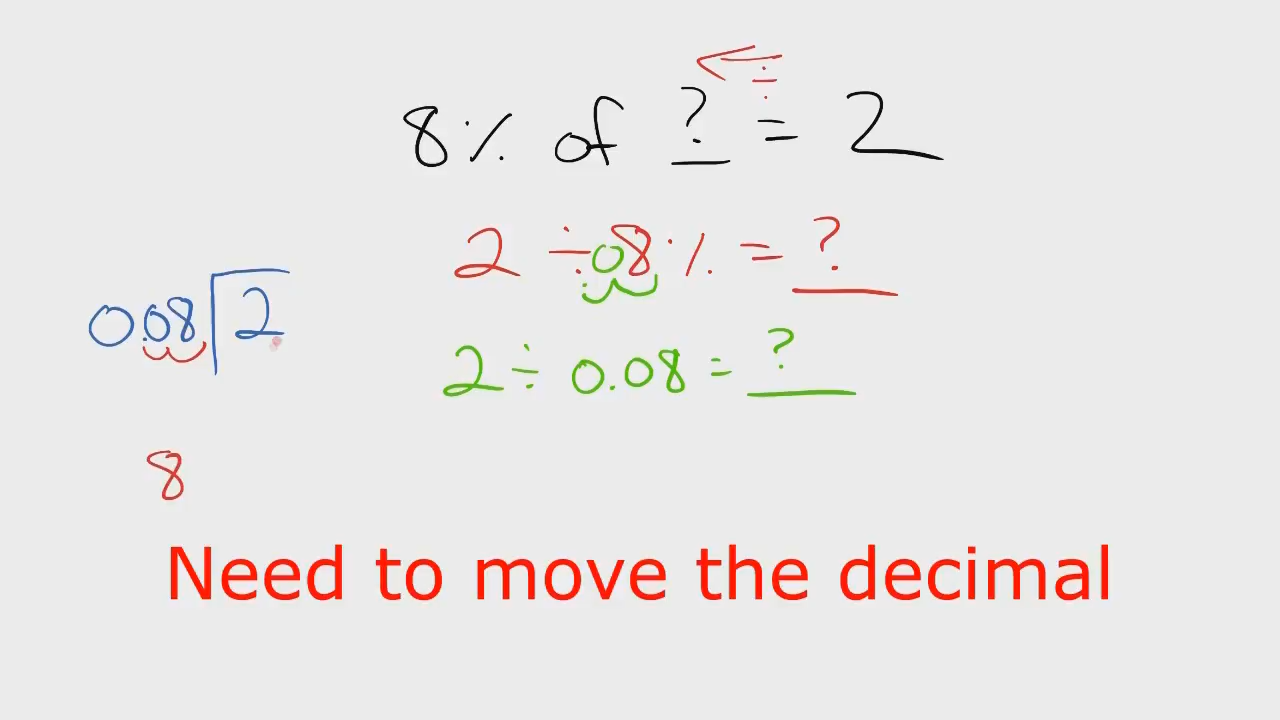 8% of ? = 2
÷
2 ÷ .08% = ?
0.08 2
2 ÷ 0.08 = ?
8
Need to move the decimal